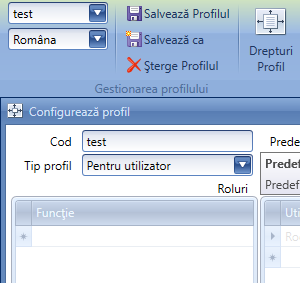 test
Română
Salvează Profilul
Salvează ca
Şterge Profilul
Drepturi
Profil
Gestionarea profilului
Configurează profil
Cod
test
Prede
Tip profil
Pentru utilizator
Predef
Predef
Roluri
Funcţie
Uti
Ro